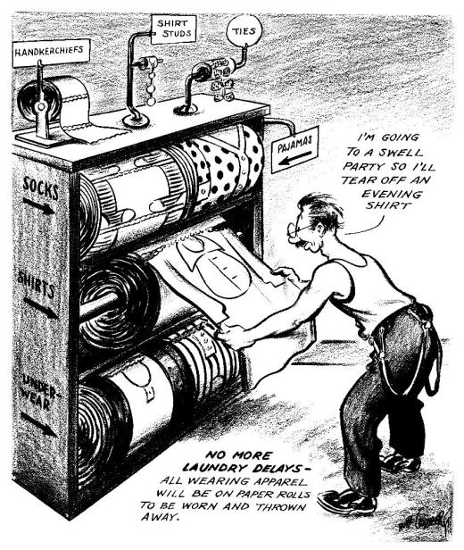 SHIRT
STUDS
TIES
HANDKERCHIEFS
PAJAMAS
I'M GOING
TO A SWELL
PARTY SO I'LL
TEAR OFF AN
EVENING
SHIRT
SOCKS
SHIRTS
UNDER-
WEAR
NO MORE
LAUNDRY DELAYS-
ALL WEARING APPAREL
WILL BE ON PAPER ROLLS
TO BE WORN AND THROWN
AWAY.